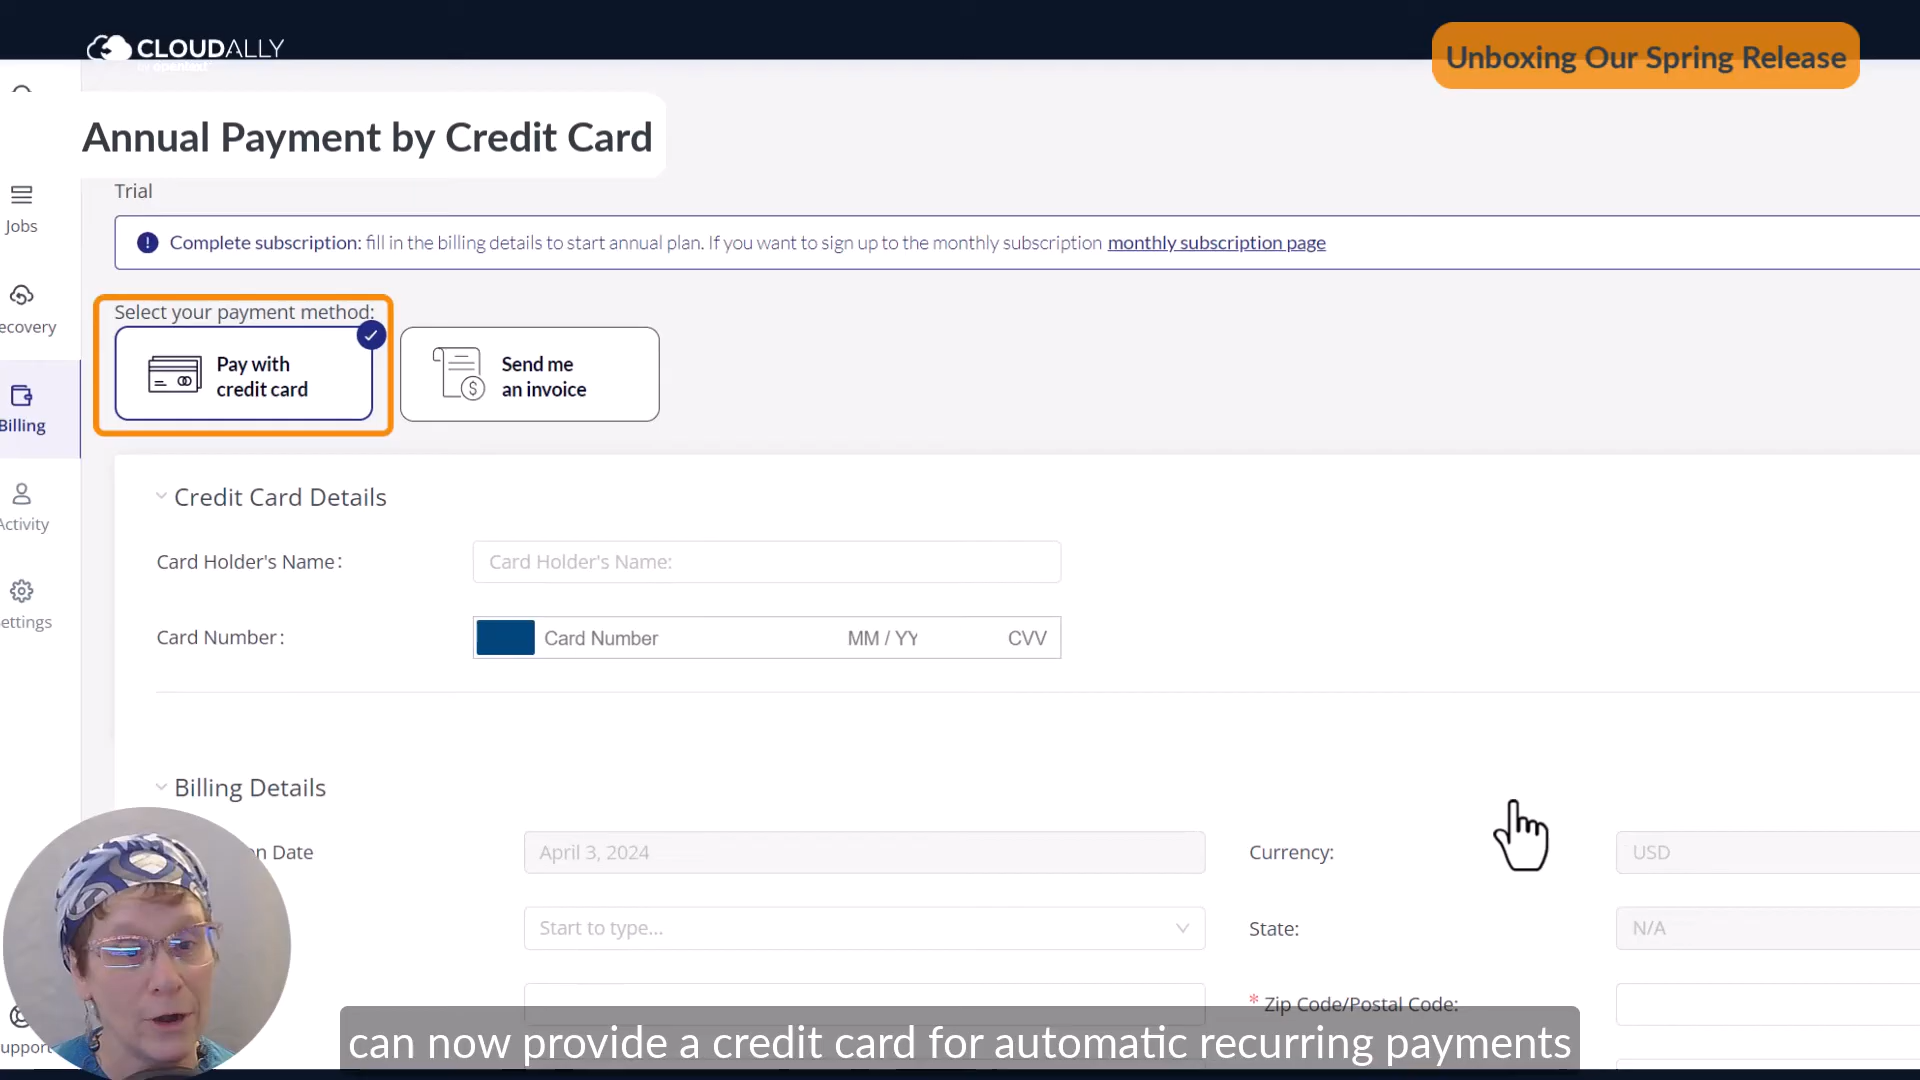 CLOUDALLY
by opentext
Unboxing Our Spring Release
Annual Payment by Credit Card
Trial
Complete subscription: fill in the billing details to start annual plan. If you want to sign up to the monthly subscription monthly subscription page
Jobs
ecovery
Billing
Activity
ettings
upport
Select your payment method:
Pay with
credit card
Send me
an invoice
Credit Card Details
Card Holder's Name:
Card Holder's Name:
Card Number:
Card Number MM / YY CVV
Billing Details
on Date
April 3, 2024
Currency:
USD
Start to type...
State:
N/A
* Zip Code/Postal Code:
can now provide a credit card for automatic recurring payments